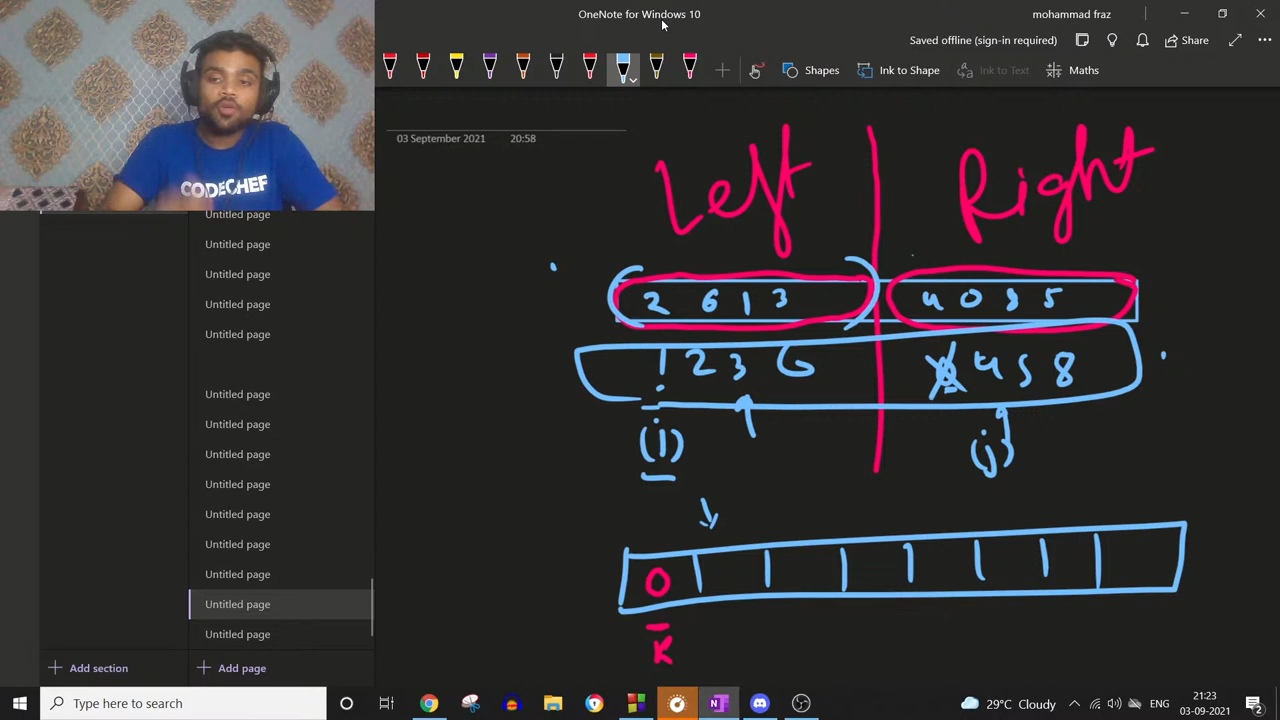 OneNote for Windows 10
mohammad fraz
Saved offline (sign-in required)
Share
Shapes
Ink to Shape
Ink to Text
Maths
03 September 2021 20:58
CODECHEF
Left Right
2 6 1 3 4 0 8 5
1 2 3 6 0 4 5 8
(i) (j)
0
K
Untitled page
Untitled page
Untitled page
Untitled page
Untitled page
Untitled page
Untitled page
Untitled page
Untitled page
Untitled page
Untitled page
Untitled page
Untitled page
Untitled page
Add section
Add page
Type here to search
29°C Cloudy
ENG
21:23
03-09-2021
2